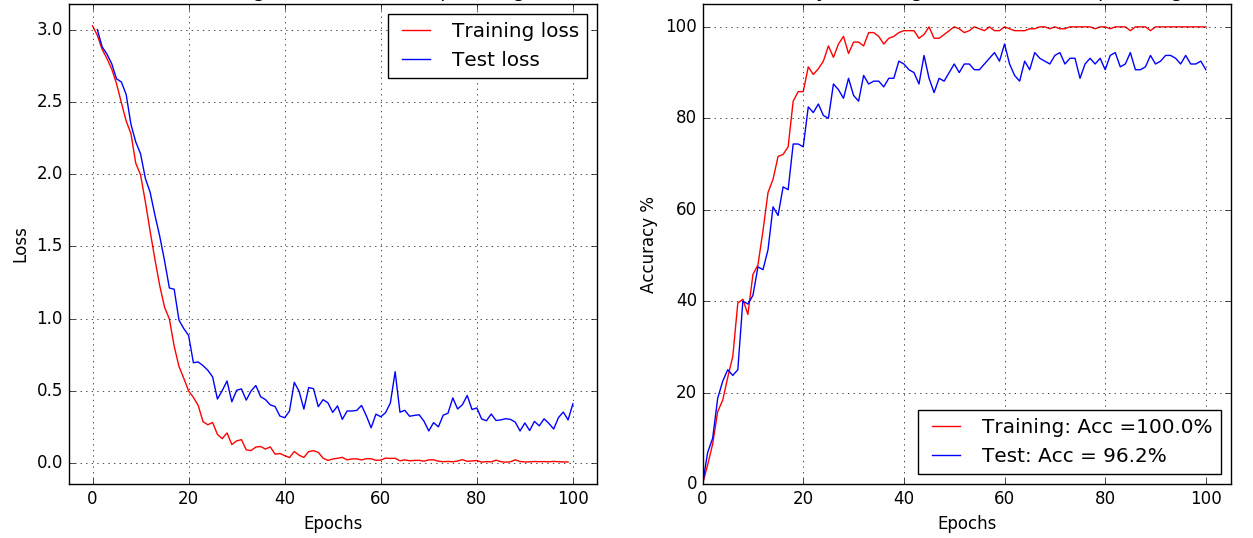 3.0
2.5
2.0
1.5
1.0
0.5
0.0
Loss
0 20 40 60 80 100
Epochs
Training loss
Test loss
100
80
60
40
20
0
Accuracy %
0 20 40 60 80 100
Epochs
Training: Acc =100.0%
Test: Acc = 96.2%